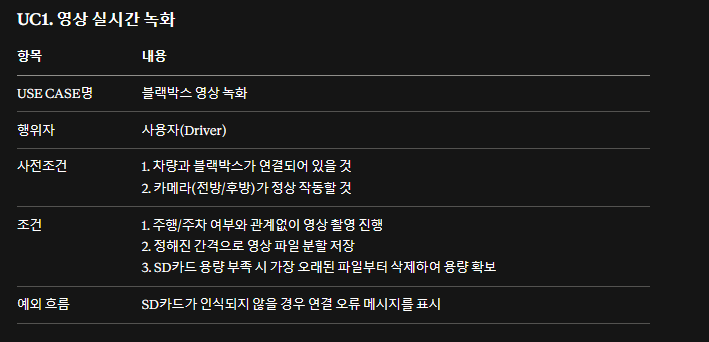 UC1. 영상 실시간 녹화
항목 내용
USE CASE명 블랙박스 영상 녹화
행위자 사용자(Driver)
사전조건 1. 차량과 블랙박스가 연결되어 있을 것
2. 카메라(전방/후방)가 정상 작동할 것
조건 1. 주행/주차 여부와 관계없이 영상 촬영 진행
2. 정해진 간격으로 영상 파일 분할 저장
3. SD카드 용량 부족 시 가장 오래된 파일부터 삭제하여 용량 확보
예외 흐름 SD카드가 인식되지 않을 경우 연결 오류 메시지를 표시